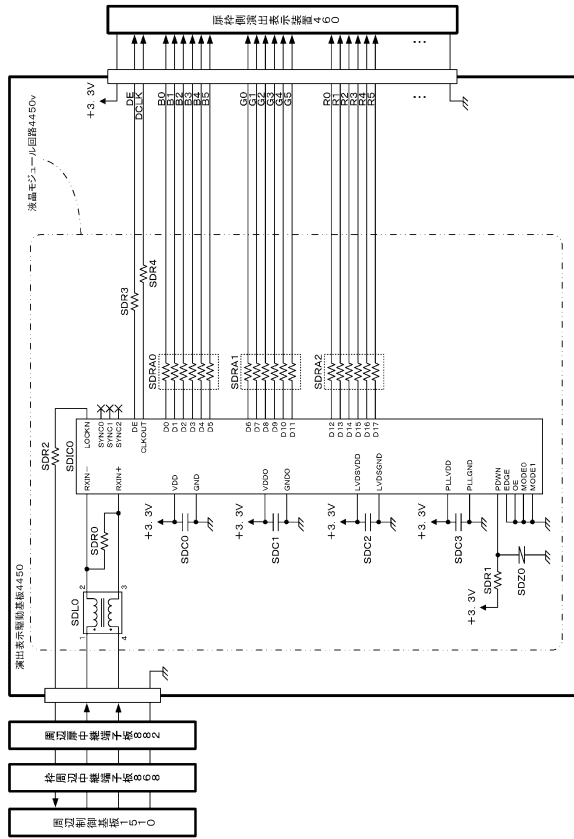 扉枠側演出表示装置460
液晶モジュール回路4450v
演出表示駆動基板4450
+3.3V
DE
DCLK
B0
B1
B2
B3
B4
B5
G0
G1
G2
G3
G4
G5
R0
R1
R2
R3
R4
R5
...
...
SDR3
SDR4
SDRA0
SDRA1
SDRA2
SDR2
SDIC0
LOCKN
SYNC0
SYNC1
SYNC2
DE
CLKOUT
D0
D1
D2
D3
D4
D5
D6
D7
D8
D9
D10
D11
D12
D13
D14
D15
D16
D17
RXIN-
RXIN+
VDD
GND
VDDO
GNDO
LVDSVDD
LVDSGND
PLLVDD
PLLGND
PDWN
EDGE
OE
MODE0
MODE1
SDR0
SDL0
1
2
3
4
+3.3V
SDC0
+3.3V
SDC1
+3.3V
SDC2
+3.3V
SDC3
+3.3V
SDR1
SDZ0
周辺扉中継端子板882
枠周辺中継端子板868
周辺制御基板1510